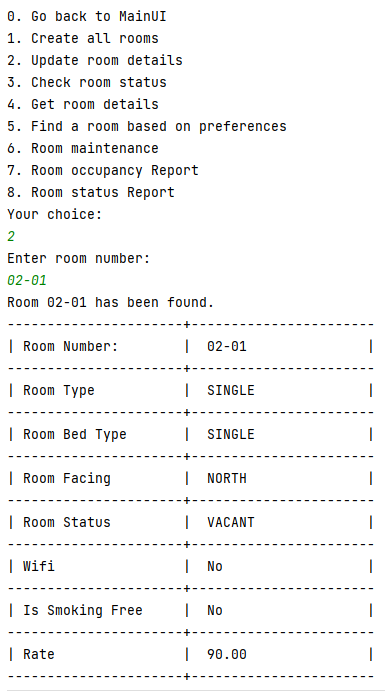 0. Go back to MainUI
1. Create all rooms
2. Update room details
3. Check room status
4. Get room details
5. Find a room based on preferences
6. Room maintenance
7. Room occupancy Report
8. Room status Report
Your choice:
2
Enter room number:
02-01
Room 02-01 has been found.
----------------------+-----------------------
| Room Number:        |  02-01               |
----------------------+-----------------------
| Room Type           |  SINGLE              |
----------------------+-----------------------
| Room Bed Type       |  SINGLE              |
----------------------+-----------------------
| Room Facing         |  NORTH               |
----------------------+-----------------------
| Room Status         |  VACANT              |
----------------------+-----------------------
| Wifi                |  No                  |
----------------------+-----------------------
| Is Smoking Free     |  No                  |
----------------------+-----------------------
| Rate                |  90.00               |
----------------------+-----------------------